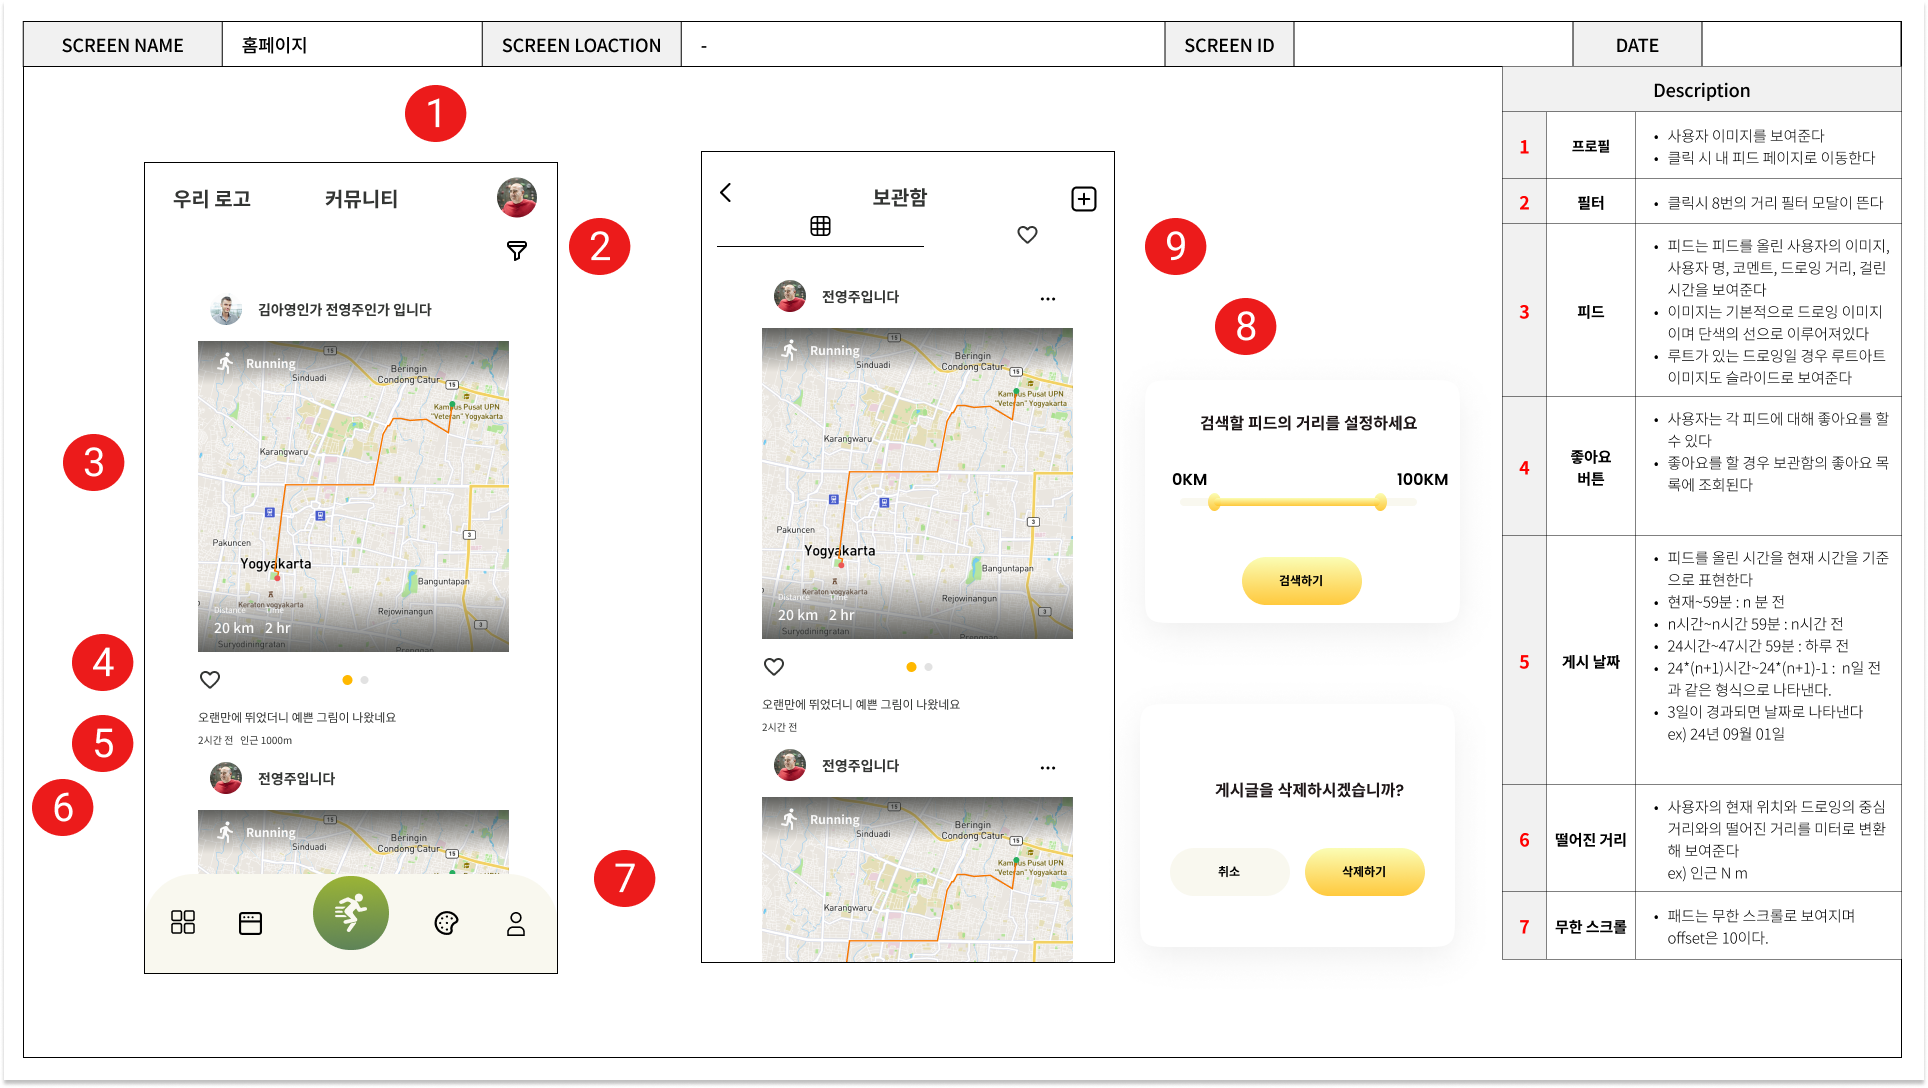 SCREEN NAME
홈페이지
SCREEN LOACTION
-
SCREEN ID
DATE
1
우리 로고
커뮤니티
2
김아영인가 전영주인가 입니다
Running
15
Beringin
Sinduadi
Condong Catur
15
Kampus Pusat UPN
"Veteran" Yogyakarta
Karangwaru
3
Pakuncen
3
Yogyakarta
Banguntapan
Keraton vogyakarta
Distance
Time
Rejowinangun
20 km
2 hr
3
Suryodiningratan
4
오랜만에 뛰었더니 예쁜 그림이 나왔네요
5
2시간 전 인근 1000m
전영주입니다
6
Running
15
Beringin
Sinduadi
Condong Catur
15
7
보관함
9
전영주입니다
...
Running
15
Beringin
Sinduadi
Condong Catur
15
Kampus Pusat UPN
"Veteran" Yogyakarta
Karangwaru
Pakuncen
3
Yogyakarta
Banguntapan
Keraton vogyakarta
Distance
Time
Rejowinangun
20 km
2 hr
3
Suryodiningratan
오랜만에 뛰었더니 예쁜 그림이 나왔네요
2시간 전
전영주입니다
...
Running
15
Beringin
Sinduadi
Condong Catur
15
Kampus Pusat UPN
"Veteran" Yogyakarta
Karangwaru
8
검색할 피드의 거리를 설정하세요
0KM
100KM
검색하기
게시글을 삭제하시겠습니까?
취소
삭제하기
Description
1
프로필
• 사용자 이미지를 보여준다
• 클릭 시 내 피드 페이지로 이동한다
2
필터
• 클릭시 8번의 거리 필터 모달이 뜬다
3
피드
• 피드는 피드를 올린 사용자의 이미지,
사용자 명, 코멘트, 드로잉 거리, 걸린
시간을 보여준다
• 이미지는 기본적으로 드로잉 이미지
이며 단색의 선으로 이루어져있다
• 루트가 있는 드로잉일 경우 루트아트
이미지도 슬라이드로 보여준다
4
좋아요
버튼
• 사용자는 각 피드에 대해 좋아요를 할
수 있다
• 좋아요를 할 경우 보관함의 좋아요 목
록에 조회된다
5
게시 날짜
• 피드를 올린 시간을 현재 시간을 기준
으로 표현한다
• 현재~59분 : n 분 전
• n시간~n시간 59분 : n시간 전
• 24시간~47시간 59분 : 하루 전
• 24*(n+1)시간~24*(n+1)-1 : n일 전
과 같은 형식으로 나타낸다.
• 3일이 경과되면 날짜로 나타낸다
ex) 24년 09월 01일
6
떨어진 거리
• 사용자의 현재 위치와 드로잉의 중심
거리와의 떨어진 거리를 미터로 변환
해 보여준다
ex) 인근 N m
7
무한 스크롤
• 패드는 무한 스크롤로 보여지며
offset은 10이다.